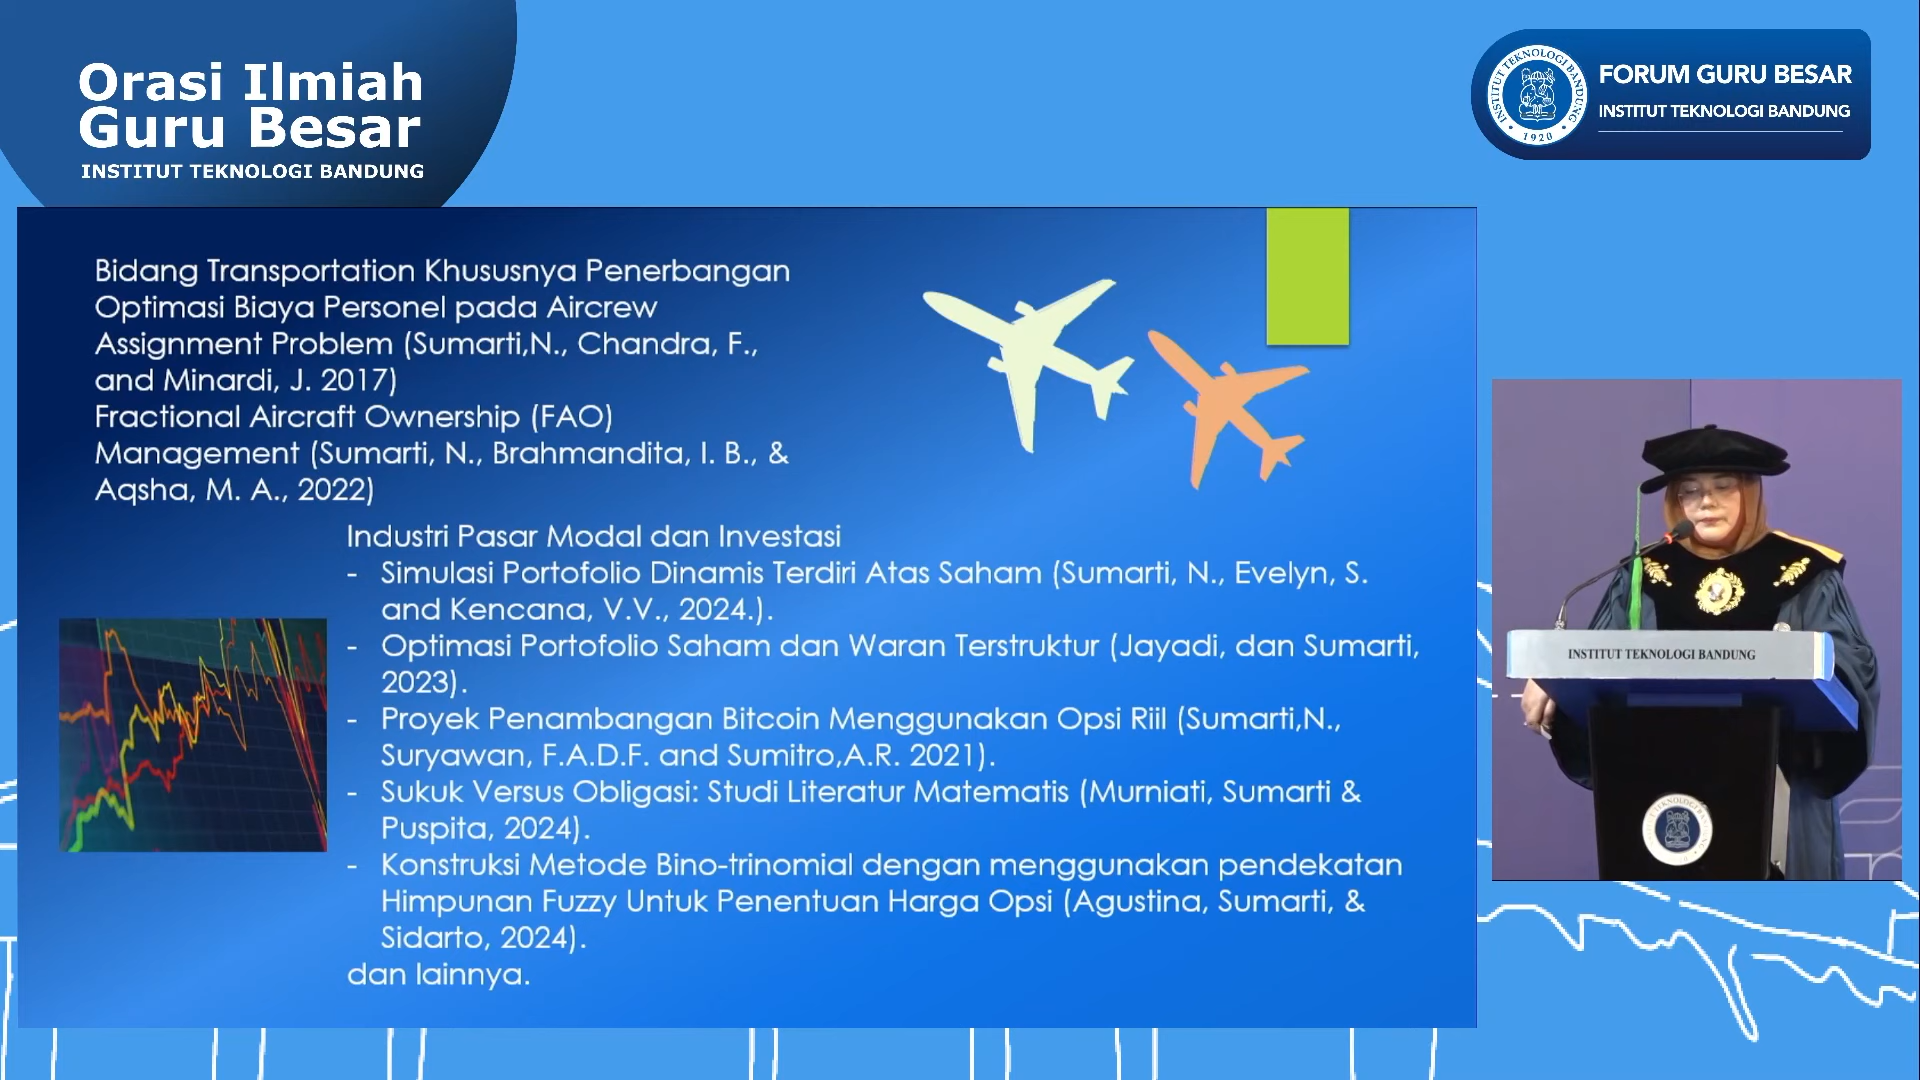 Orasi Ilmiah
Guru Besar
INSTITUT TEKNOLOGI BANDUNG
INSTITUT TEKNOLOGI BANDUNG
1920
FORUM GURU BESAR
INSTITUT TEKNOLOGI BANDUNG
Bidang Transportation Khususnya Penerbangan
Optimasi Biaya Personel pada Aircrew
Assignment Problem (Sumarti,N., Chandra, F.,
and Minardi, J. 2017)
Fractional Aircraft Ownership (FAO)
Management (Sumarti, N., Brahmandita, I. B., &
Aqsha, M. A., 2022)
Industri Pasar Modal dan Investasi
- Simulasi Portofolio Dinamis Terdiri Atas Saham (Sumarti, N., Evelyn, S.
and Kencana, V.V., 2024.).
- Optimasi Portofolio Saham dan Waran Terstruktur (Jayadi, dan Sumarti,
2023).
- Proyek Penambangan Bitcoin Menggunakan Opsi Riil (Sumarti,N.,
Suryawan, F.A.D.F. and Sumitro,A.R. 2021).
- Sukuk Versus Obligasi: Studi Literatur Matematis (Murniati, Sumarti &
Puspita, 2024).
- Konstruksi Metode Bino-trinomial dengan menggunakan pendekatan
Himpunan Fuzzy Untuk Penentuan Harga Opsi (Agustina, Sumarti, &
Sidarto, 2024).
dan lainnya.
INSTITUT TEKNOLOGI BANDUNG